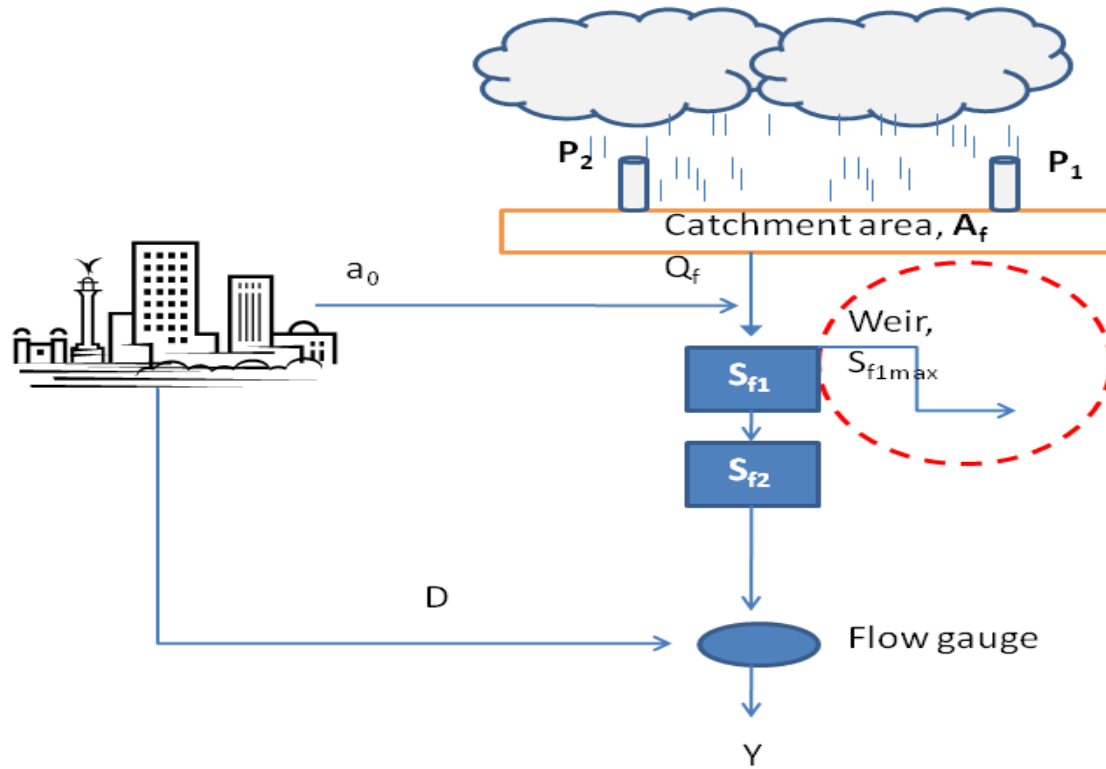 P2
P1
Catchment area, Af
a0
Qf
Weir,
Sf1max
Sf1
Sf2
D
Flow gauge
Y